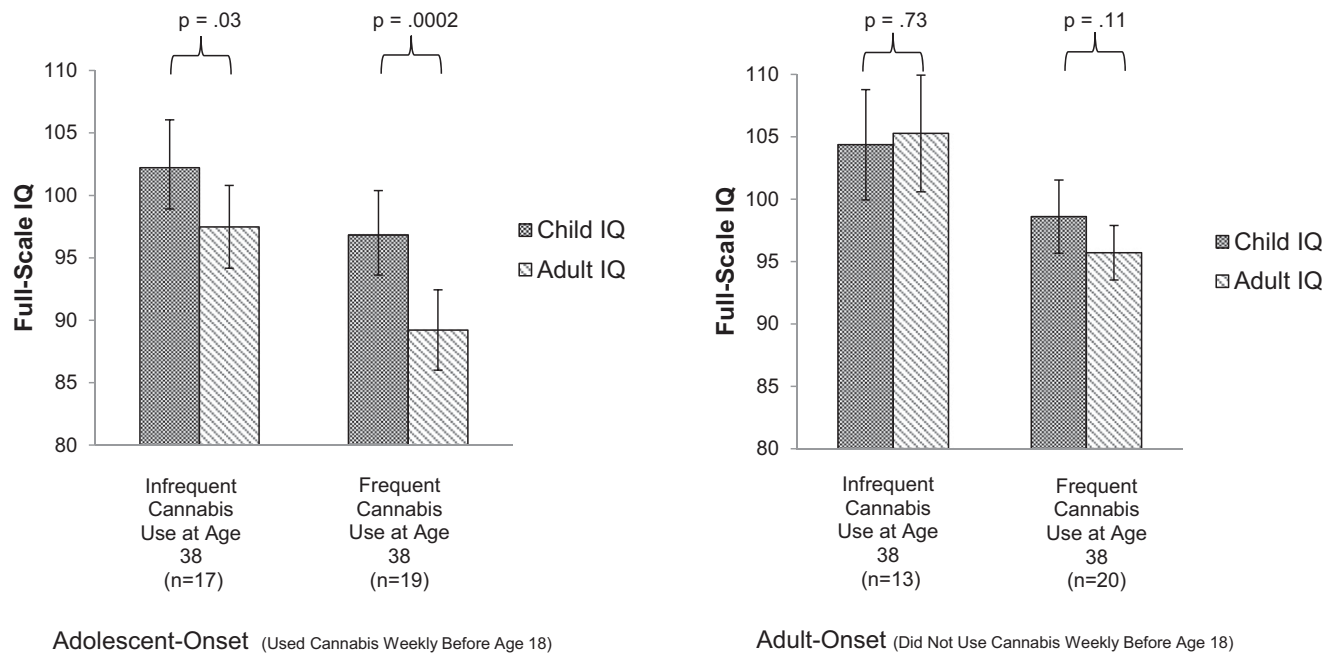 p = .03
p = .0002
110
105
100
95
90
85
80
Full-Scale IQ
Child IQ
Adult IQ
Infrequent
Cannabis
Use at Age
38
(n=17)
Frequent
Cannabis
Use at Age
38
(n=19)
Adolescent-Onset (Used Cannabis Weekly Before Age 18)
p = .73
p = .11
110
105
100
95
90
85
80
Full-Scale IQ
Child IQ
Adult IQ
Infrequent
Cannabis
Use at Age
38
(n=13)
Frequent
Cannabis
Use at Age
38
(n=20)
Adult-Onset (Did Not Use Cannabis Weekly Before Age 18)